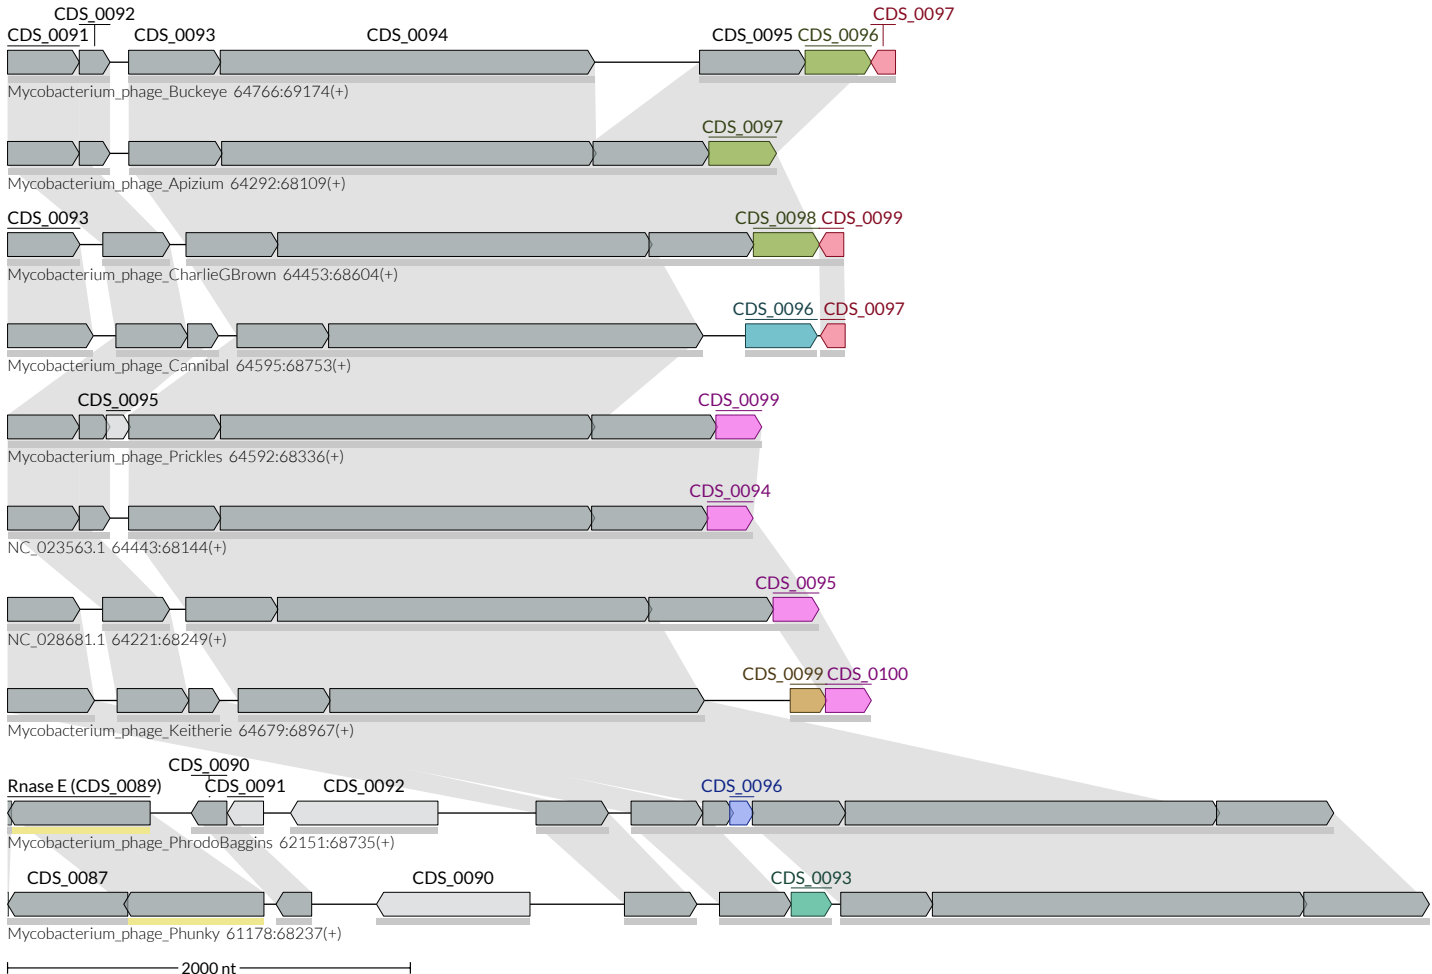 CDS_0092 CDS_0097
CDS_0091 CDS_0093 CDS_0094 CDS_0095 CDS_0096
Mycobacterium_phage_Buckeye 64766:69174(+)
CDS_0097
Mycobacterium_phage_Apizium 64292:68109(+)
CDS_0093 CDS_0098 CDS_0099
Mycobacterium_phage_CharlieGBrown 64453:68604(+)
CDS_0096 CDS_0097
Mycobacterium_phage_Cannibal 64595:68753(+)
CDS_0095 CDS_0099
Mycobacterium_phage_Prickles 64592:68336(+)
CDS_0094
NC_023563.1 64443:68144(+)
CDS_0095
NC_028681.1 64221:68249(+)
CDS_0099 CDS_0100
Mycobacterium_phage_Keitherie 64679:68967(+)
CDS_0090
Rnase E (CDS_0089) CDS_0091 CDS_0092 CDS_0096
Mycobacterium_phage_PhrodoBaggins 62151:68735(+)
CDS_0087 CDS_0090 CDS_0093
Mycobacterium_phage_Phunky 61178:68237(+)
2000 nt